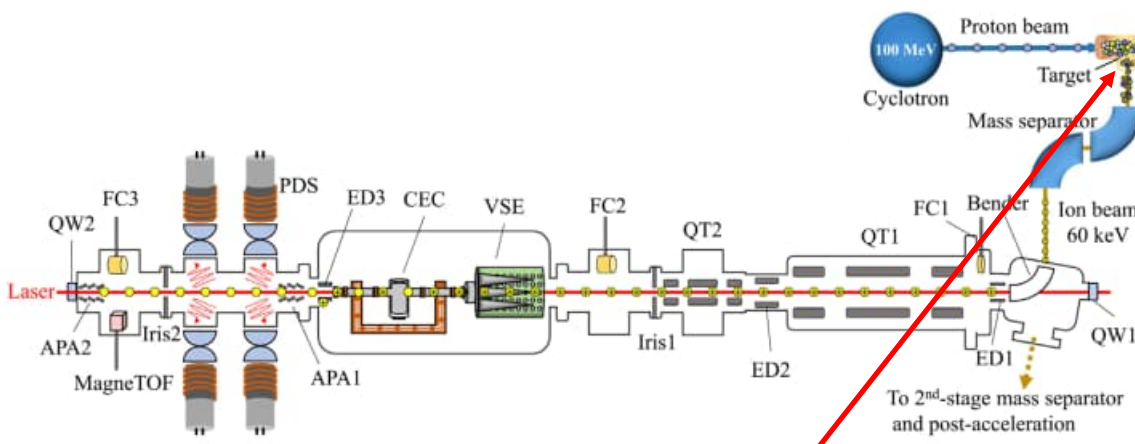 Proton beam
100 MeV
Target
Cyclotron
Mass separator
PDS
FC3
ED3
CEC
VSE
FC2
QT2
QT1
FC1
Bender
Ion beam
60 keV
QW2
Laser
APA2
Iris2
MagneTOF
APA1
Iris1
ED2
ED1
QW1
To 2nd-stage mass separator
and post-acceleration